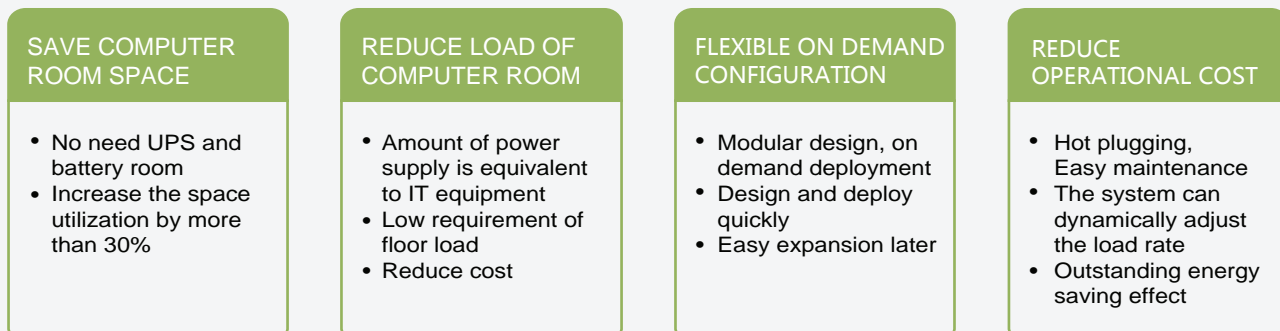 SAVE COMPUTER
ROOM SPACE
• No need UPS and
battery room
• Increase the space
utilization by more
than 30%
REDUCE LOAD OF
COMPUTER ROOM
• Amount of power
supply is equivalent
to IT equipment
• Low requirement of
floor load
• Reduce cost
FLEXIBLE ON DEMAND
CONFIGURATION
• Modular design, on
demand deployment
• Design and deploy
quickly
• Easy expansion later
REDUCE
OPERATIONAL COST
• Hot plugging,
Easy maintenance
• The system can
dynamically adjust
the load rate
• Outstanding energy
saving effect